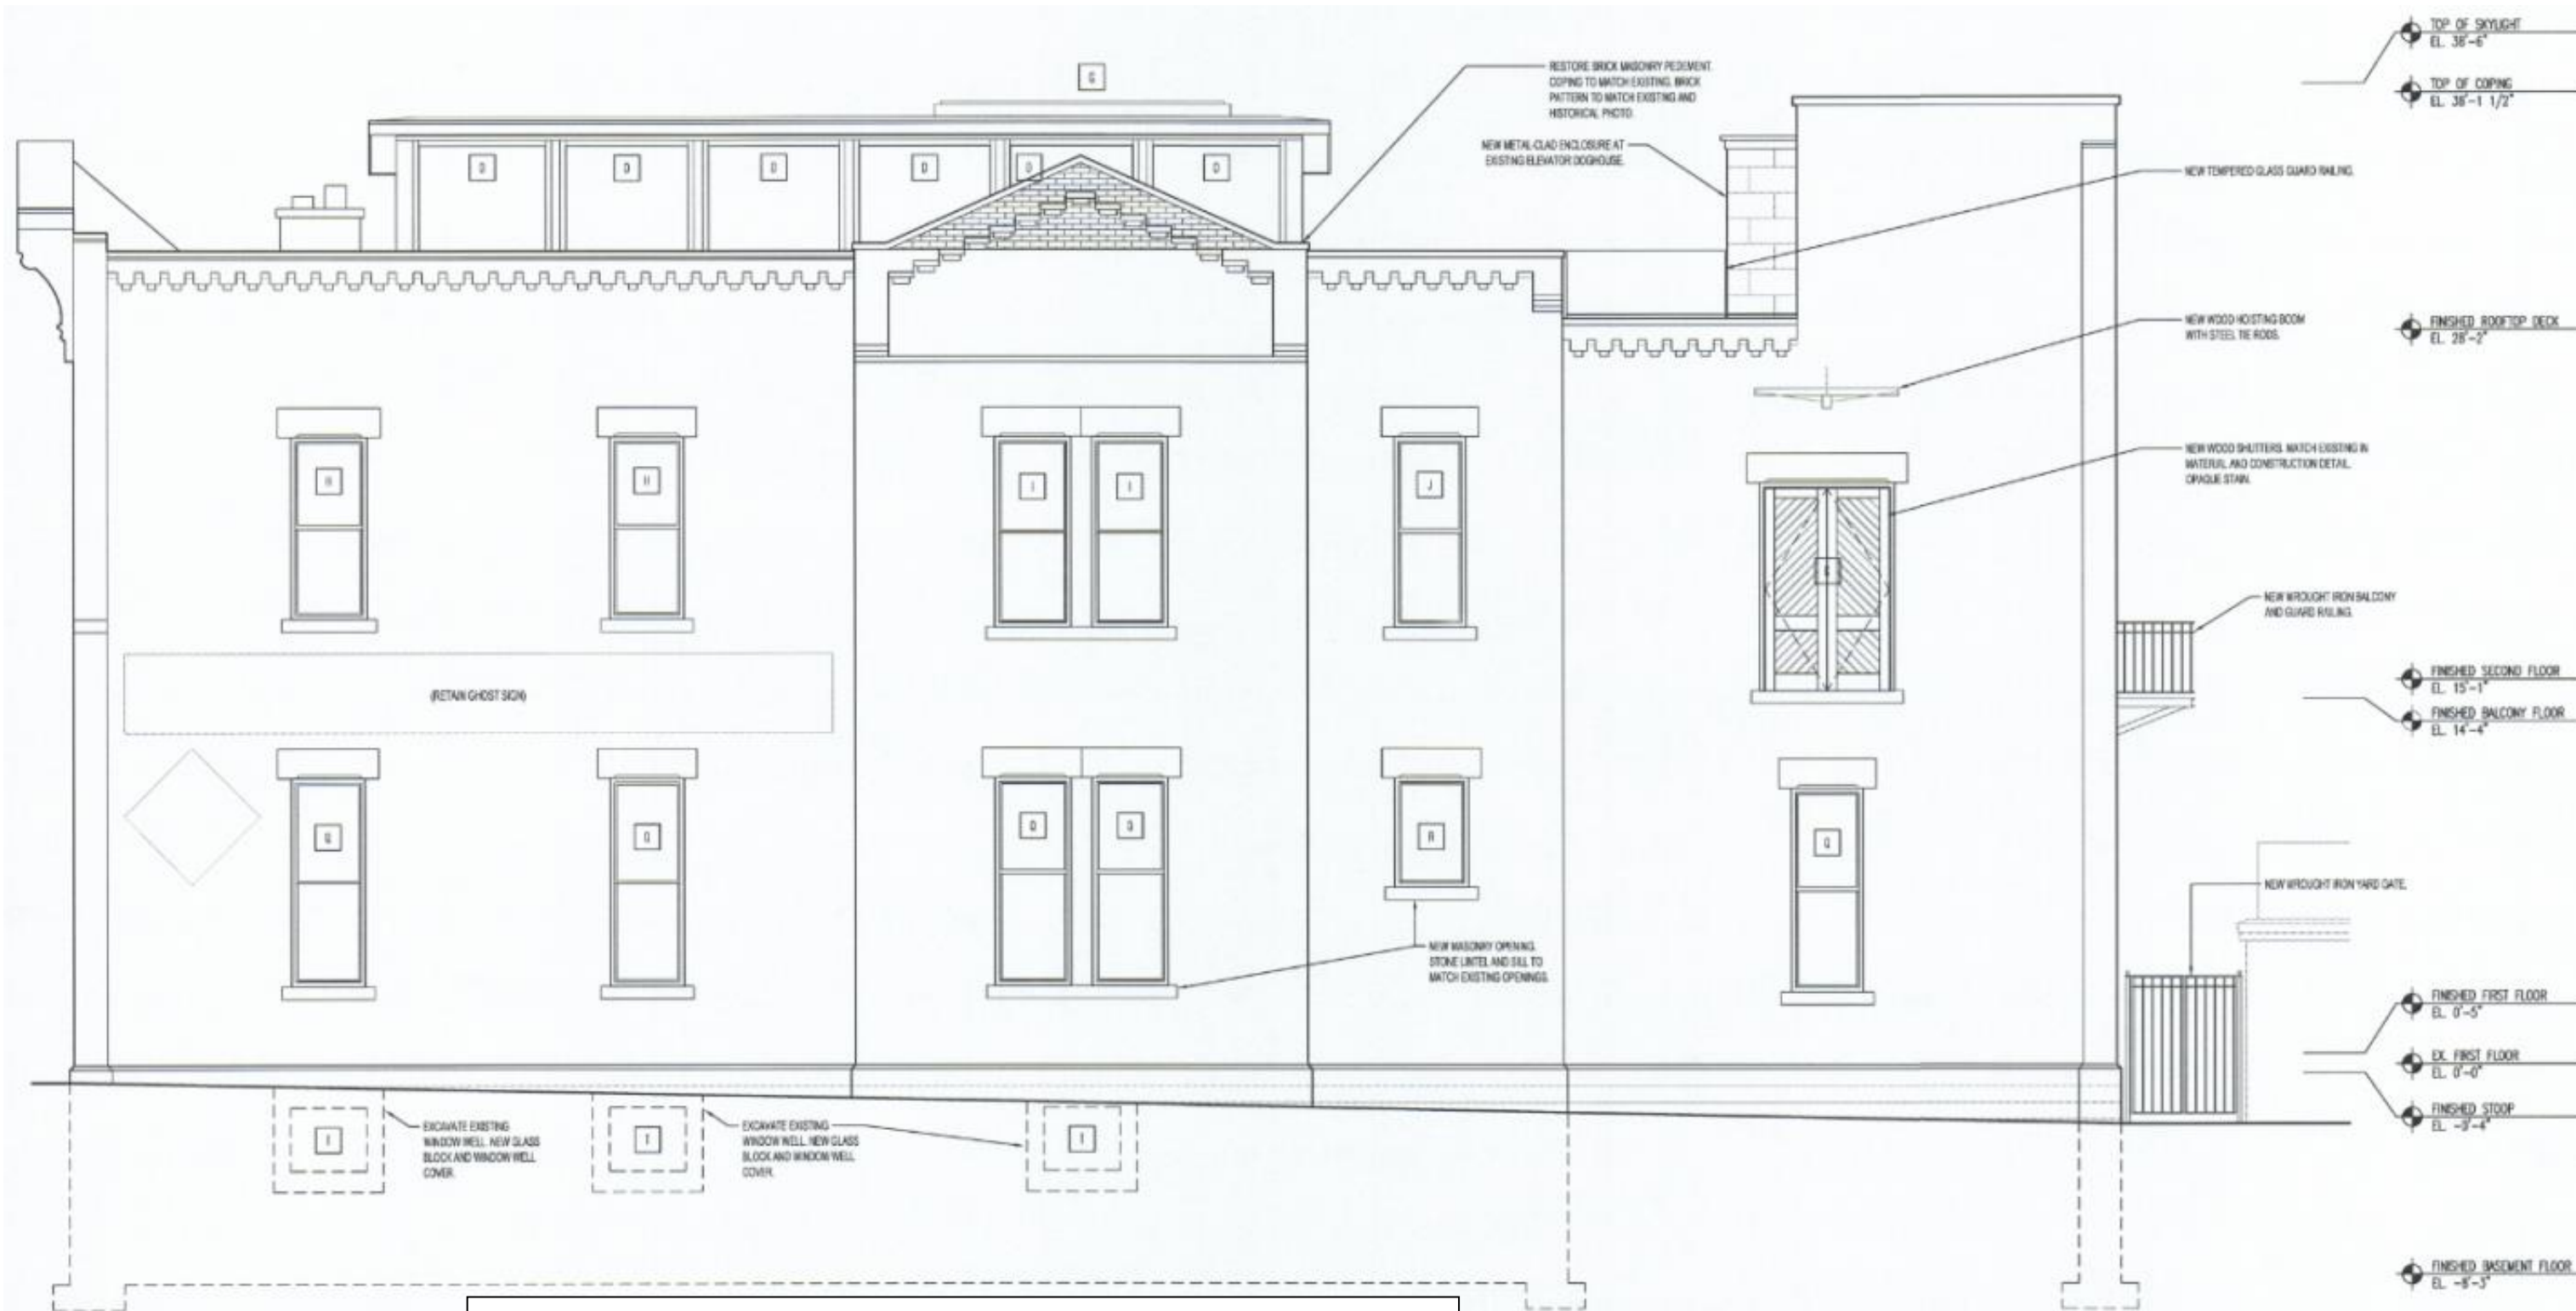 TOP OF SKYLIGHT
EL. 38'-6"
TOP OF COPING
EL. 38'-1 1/2"
G
RESTORE BRICK MASONRY PEDIMENT.
COPING TO MATCH EXISTING. BRICK
PATTERN TO MATCH EXISTING AND
HISTORICAL PHOTO.
NEW METAL-CLAD ENCLOSURE AT
EXISTING ELEVATOR DOGHOUSE.
D
D
D
D
D
D
NEW TEMPERED GLASS GUARD RAILING.
NEW WOOD HOISTING BOOM
WITH STEEL TIE RODS.
FINISHED ROOFTOP DECK
EL. 28'-2"
NEW WOOD SHUTTERS. MATCH EXISTING IN
MATERIAL AND CONSTRUCTION DETAIL.
OPAQUE STAIN.
H
H
I
I
J
NEW WROUGHT IRON BALCONY
AND GUARD RAILING.
(RETAIN GHOST SIGN)
FINISHED SECOND FLOOR
EL. 15'-1"
FINISHED BALCONY FLOOR
EL. 14'-4"
Q
Q
Q
Q
R
Q
NEW WROUGHT IRON YARD GATE.
NEW MASONRY OPENING.
STONE LINTEL AND SILL TO
MATCH EXISTING OPENINGS.
FINISHED FIRST FLOOR
EL. 0'-5"
EX. FIRST FLOOR
EL. 0'-0"
FINISHED STOOP
EL. -0'-4"
EXCAVATE EXISTING
WINDOW WELL. NEW GLASS
BLOCK AND WINDOW WELL
COVER.
EXCAVATE EXISTING
WINDOW WELL. NEW GLASS
BLOCK AND WINDOW WELL
COVER.
T
T
T
FINISHED BASEMENT FLOOR
EL. -8'-3"